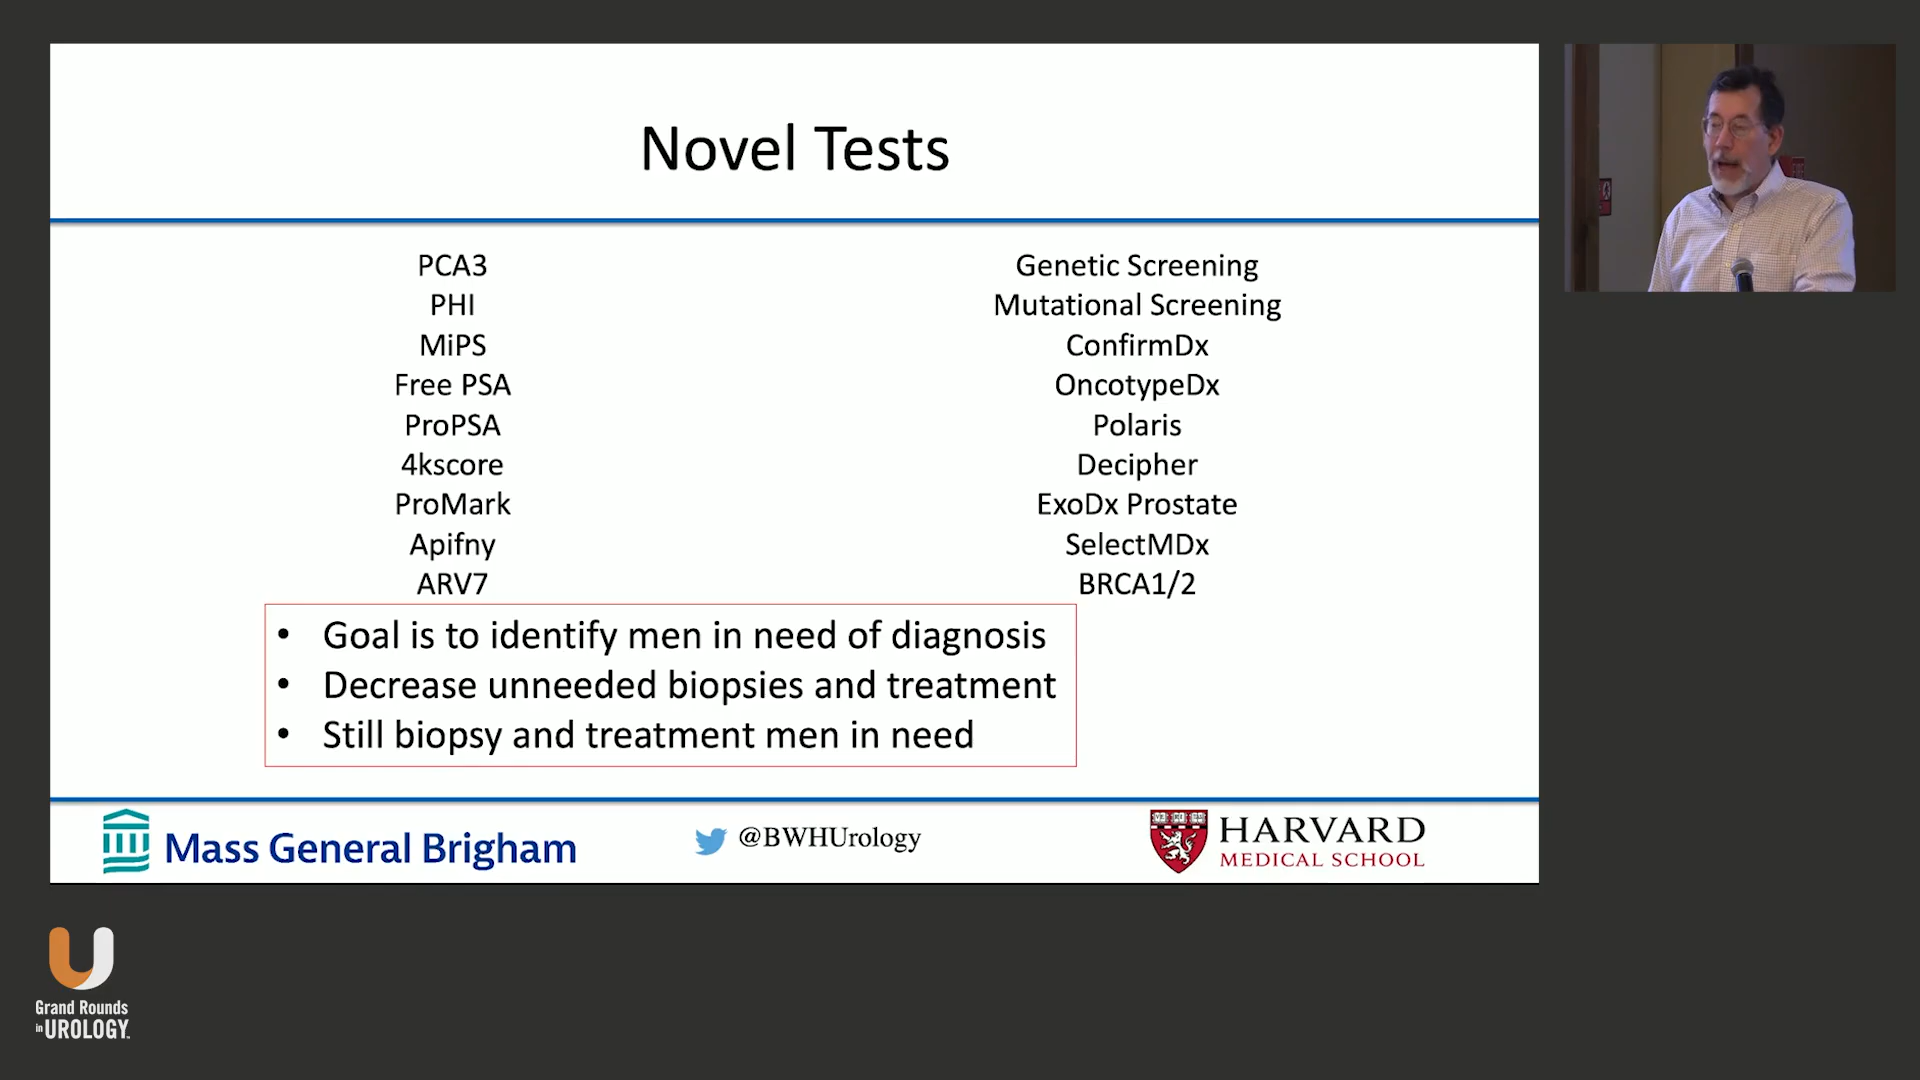 Novel Tests
PCA3
PHI
MiPS
Free PSA
ProPSA
4kscore
ProMark
Apifny
ARV7
Genetic Screening
Mutational Screening
ConfirmDx
OncotypeDx
Polaris
Decipher
ExoDx Prostate
SelectMDx
BRCA1/2
• Goal is to identify men in need of diagnosis
• Decrease unneeded biopsies and treatment
• Still biopsy and treatment men in need
Mass General Brigham
@BWHUrology
HARVARD
MEDICAL SCHOOL
Grand Rounds
in UROLOGY